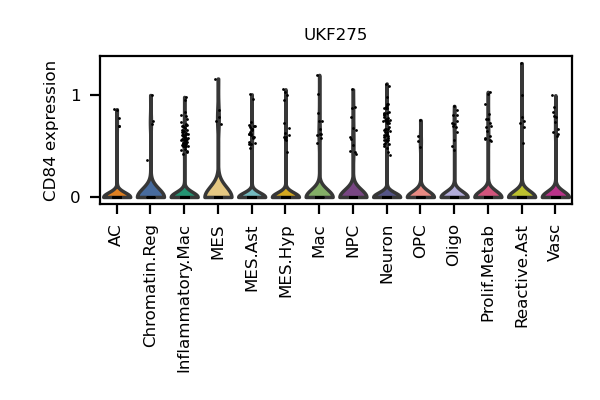 UKF275
CD84 expression
1
0
AC
Chromatin.Reg
Inflammatory.Mac
MES
MES.Ast
MES.Hyp
Mac
NPC
Neuron
OPC
Oligo
Prolif.Metab
Reactive.Ast
Vasc